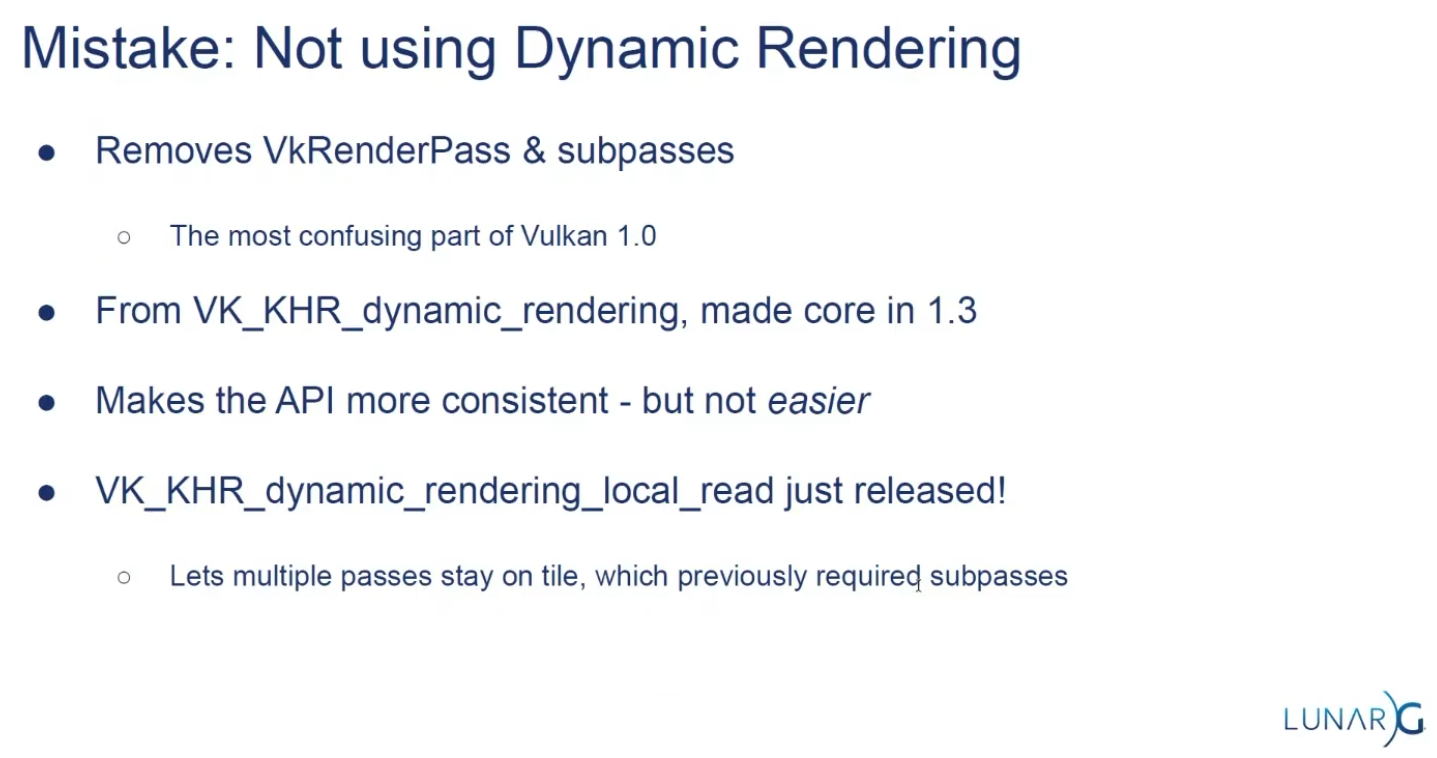 Mistake: Not using Dynamic Rendering
● Removes VkRenderPass & subpasses
○ The most confusing part of Vulkan 1.0
● From VK_KHR_dynamic_rendering, made core in 1.3
● Makes the API more consistent - but not easier
● VK_KHR_dynamic_rendering_local_read just released!
○ Lets multiple passes stay on tile, which previously required subpasses
LUNARG